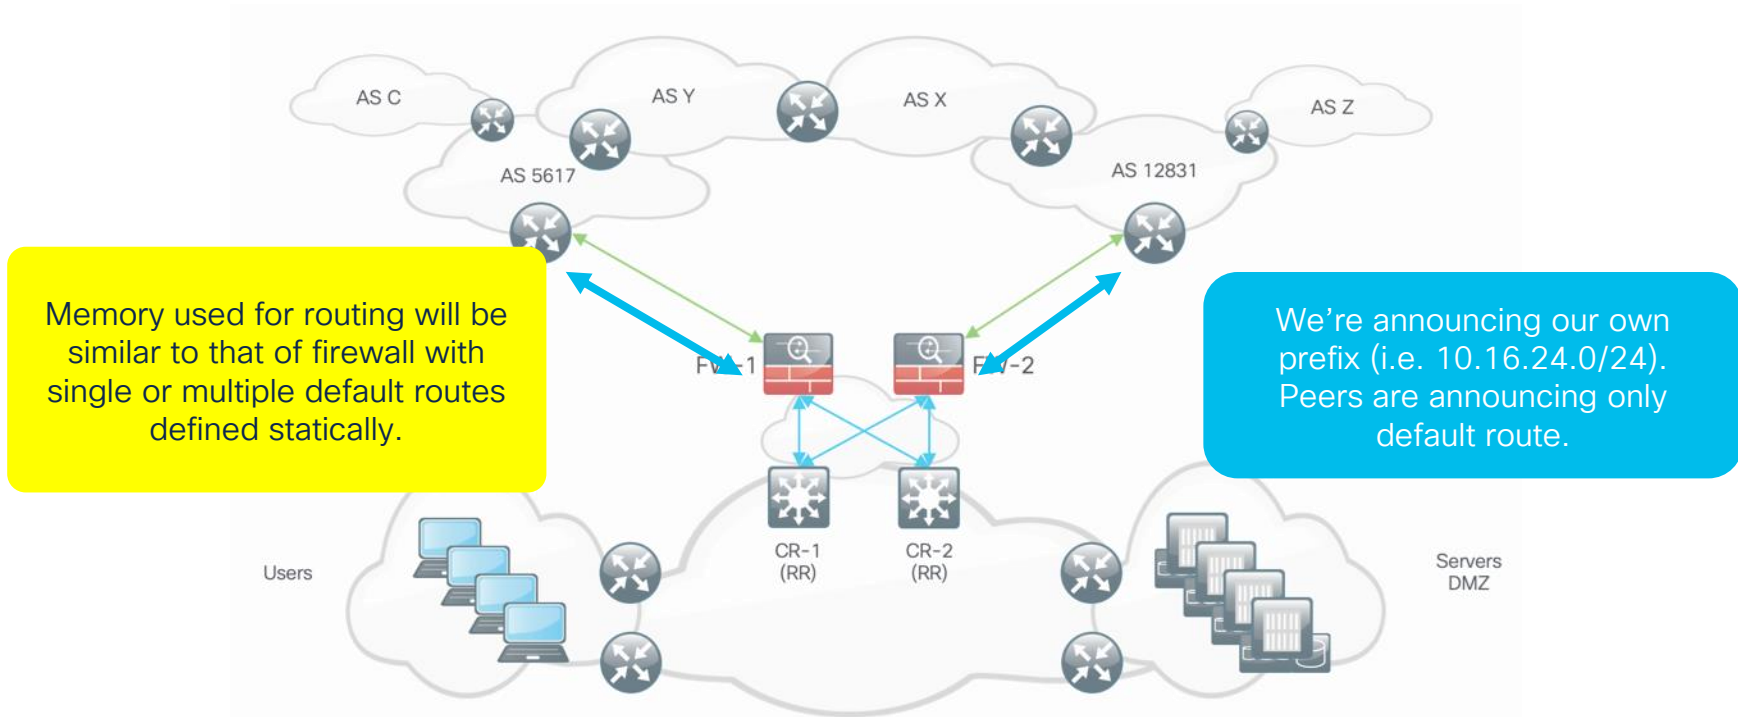 AS C
AS Y
AS X
AS Z
AS 5617
AS 12831
Memory used for routing will be
similar to that of firewall with
single or multiple default routes
defined statically.
We’re announcing our own
prefix (i.e. 10.16.24.0/24).
Peers are announcing only
default route.
-1
-2
CR-1
(RR)
CR-2
(RR)
Users
Servers
DMZ